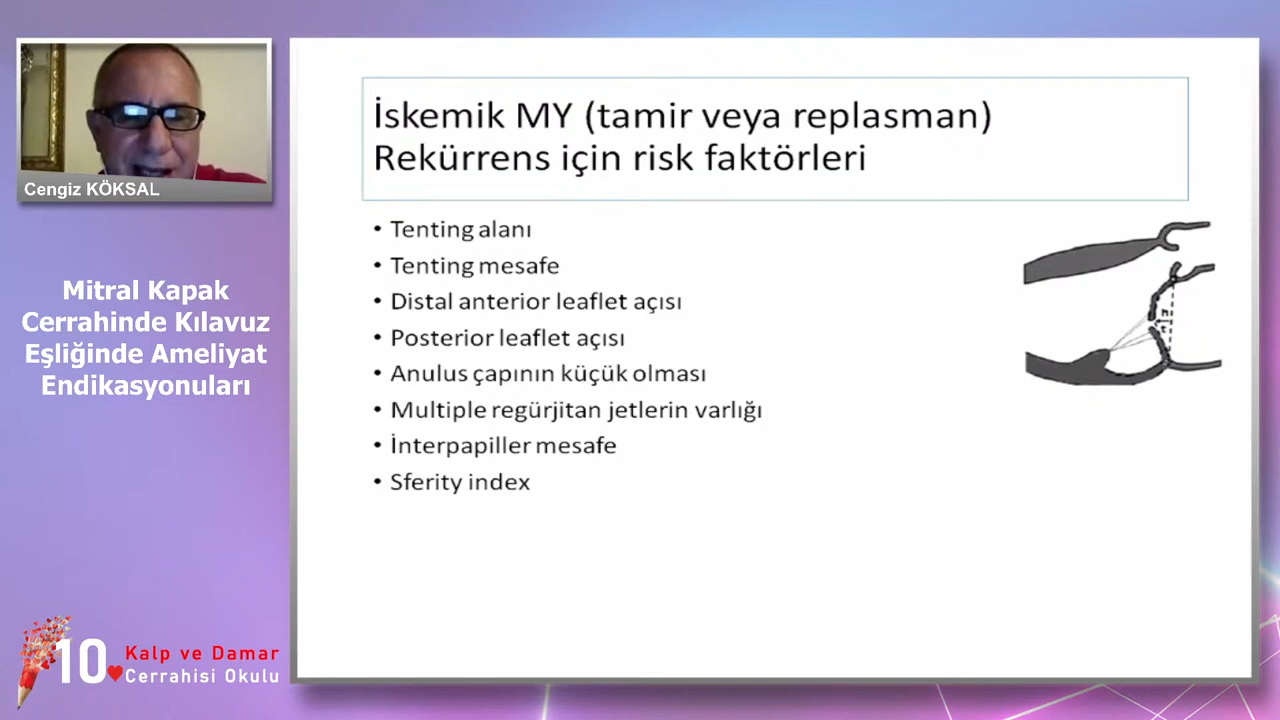 Cengiz KÖKSAL
Mitral Kapak
Cerrahinde Kılavuz
Eşliğinde Ameliyat
Endikasyonuları
10. Kalp ve Damar
Cerrahisi Okulu
İskemik MY (tamir veya replasman)
Rekürrens için risk faktörleri
• Tenting alanı
• Tenting mesafe
• Distal anterior leaflet açısı
• Posterior leaflet açısı
• Anulus çapının küçük olması
• Multiple regürjitan jetlerin varlığı
• İnterpapiller mesafe
• Sferity index